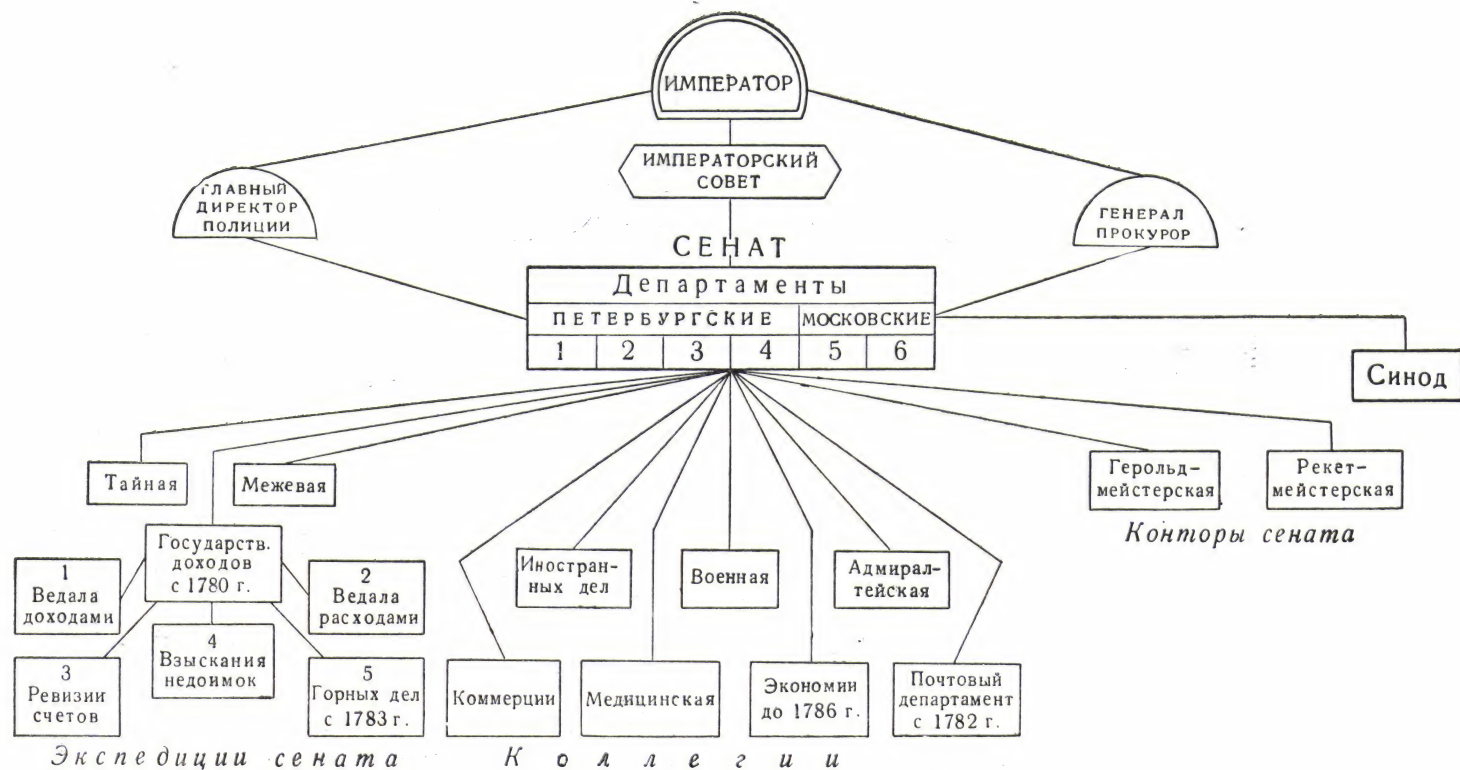 ИМПЕРАТОР
ИМПЕРАТОРСКИЙ
СОВЕТ
ГЛАВНЫЙ
ДИРЕКТОР
ПОЛИЦИИ
ГЕНЕРАЛ
ПРОКУРОР
СЕНАТ
Департаменты
ПЕТЕРБУРГСКИЕ
МОСКОВСКИЕ
1 2 3 4 5 6
Синод
Тайная
Межевая
Герольд-
мейстерская
Рекет-
мейстерская
Конторы сената
Государств.
доходов
с 1780 г.
1
Ведала
доходами
2
Ведала
расходами
3
Ревизии
счетов
4
Взыскания
недоимок
5
Горных дел
с 1783 г.
Экспедиции сената
Иностран-
ных дел
Военная
Адмирал-
тейская
Коммерции
Медицинская
Экономии
до 1786 г.
Почтовый
департамент
с 1782 г.
Коллегии